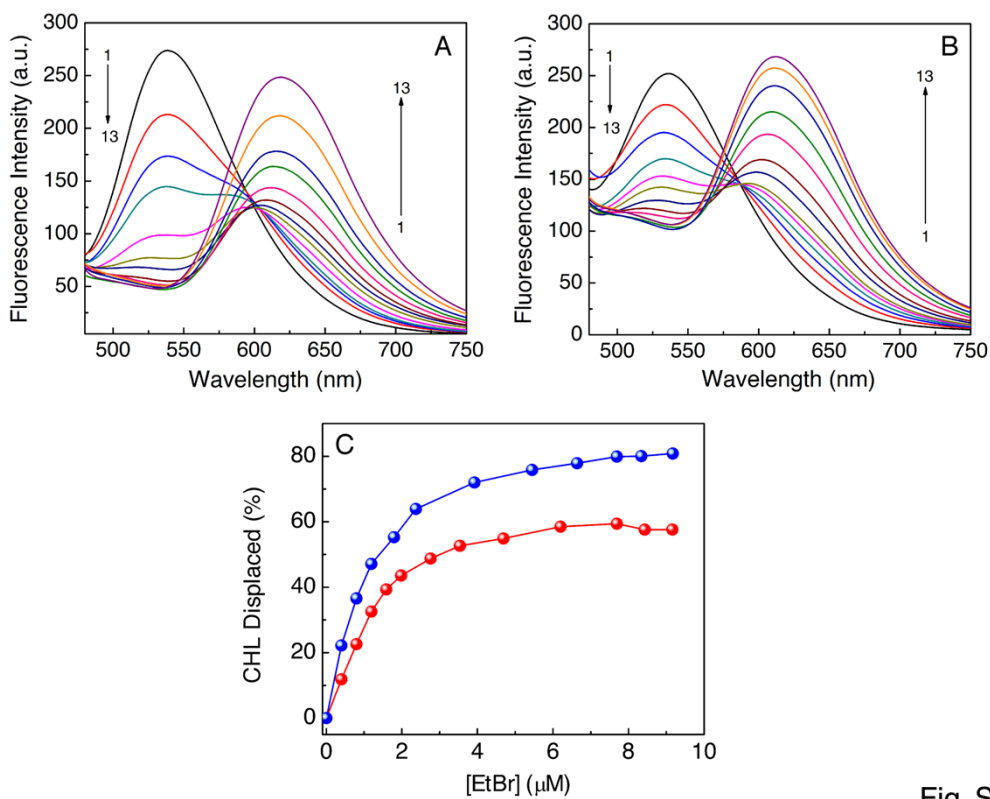 A
B
Fluorescence Intensity (a.u.)
300
250
200
150
100
50
1
13
13
1
500 550 600 650 700 750
Wavelength (nm)
Fluorescence Intensity (a.u.)
300
250
200
150
100
50
0
1
13
13
1
500 550 600 650 700 750
Wavelength (nm)
C
CHL Displaced (%)
80
60
40
20
0
0 2 4 6 8 10
[EtBr] (μM)
Fig. S